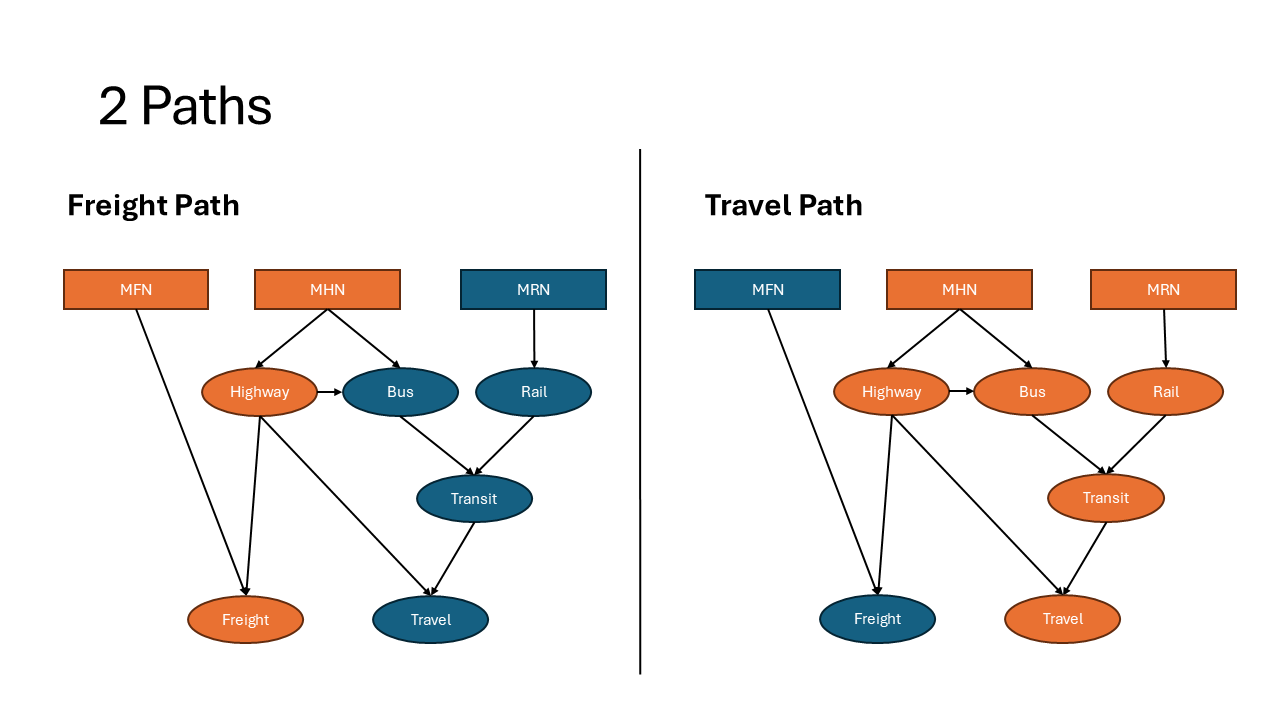 2 Paths
Freight Path
MFN
MHN
MRN
Highway
Bus
Rail
Transit
Freight
Travel
Travel Path
MFN
MHN
MRN
Highway
Bus
Rail
Transit
Freight
Travel